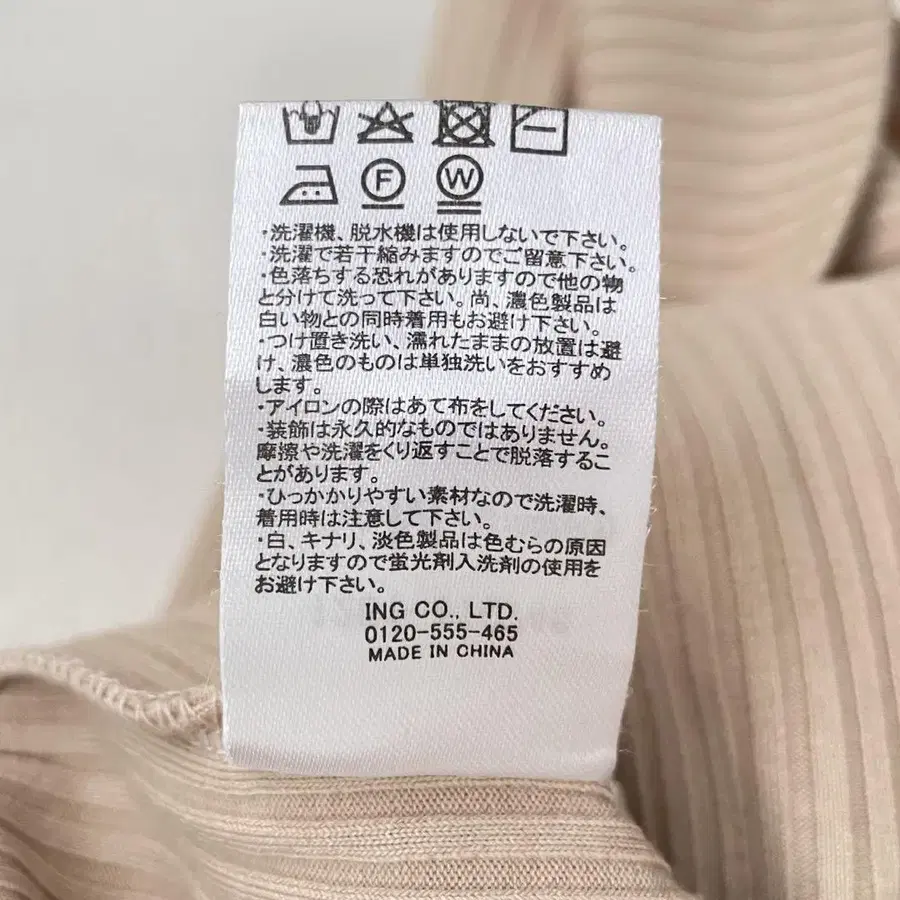 F W
・洗濯機、脱水機は使用しないで下さい。
・洗濯で若干縮みますのでご留意下さい。
・色落ちする恐れがありますので他の物
と分けて洗って下さい。尚、濃色製品は
白い物との同時着用もお避け下さい。
・つけ置き洗い、濡れたままの放置は避
け、濃色のものは単独洗いをおすすめ
します。
・アイロンの際はあて布をしてください。
・装飾は永久的なものではありません。
摩擦や洗濯をくり返すことで脱落するこ
とがあります。
・ひっかかりやすい素材なので洗濯時、
着用時は注意して下さい。
・白、キナリ、淡色製品は色むらの原因
となりますので蛍光剤入洗剤の使用を
お避け下さい。
ING CO., LTD.
0120-555-465
MADE IN CHINA